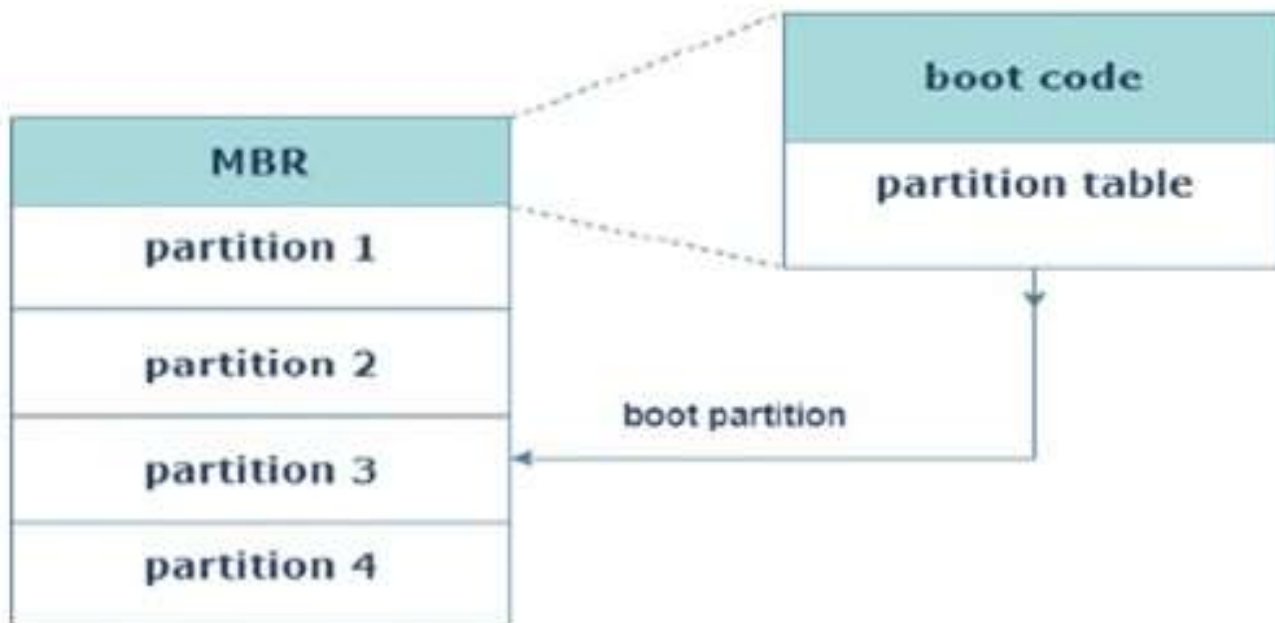 MBR
partition 1
partition 2
partition 3
partition 4
boot code
partition table
boot partition